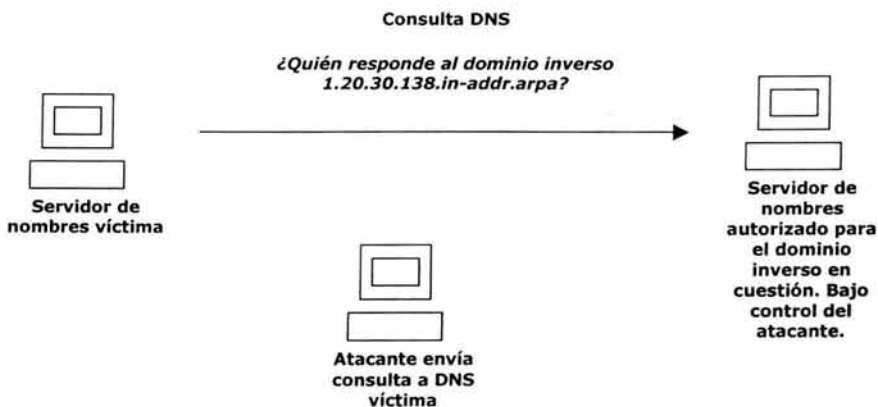 Consulta DNS
¿Quién responde al dominio inverso
1.20.30.138.in-addr.arpa?
Servidor de
nombres víctima
Servidor de
nombres
autorizado para
el dominio
inverso en
cuestión. Bajo
control del
atacante.
Atacante envía
consulta a DNS
víctima